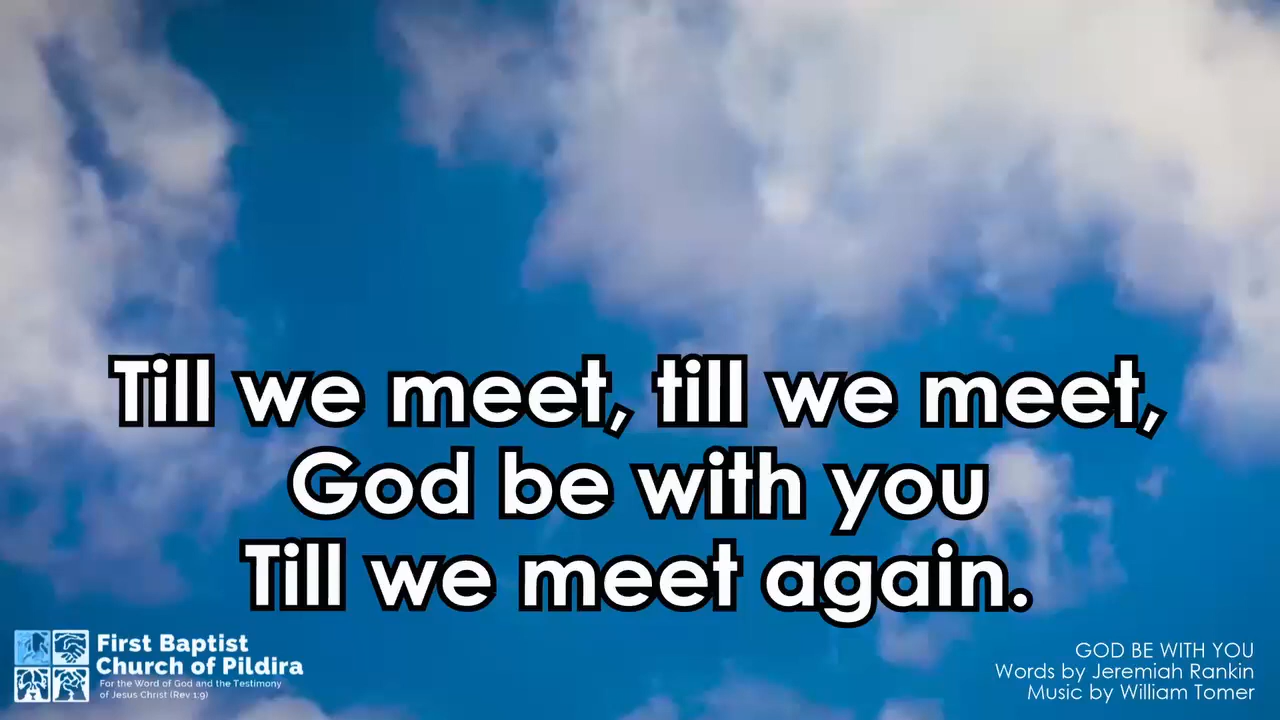 Till we meet, till we meet,
God be with you
Till we meet again.
First Baptist
Church of Pildira
For the Word of God and the Testimony
of Jesus Christ (Rev 1:9)
GOD BE WITH YOU
Words by Jeremiah Rankin
Music by William Tomer